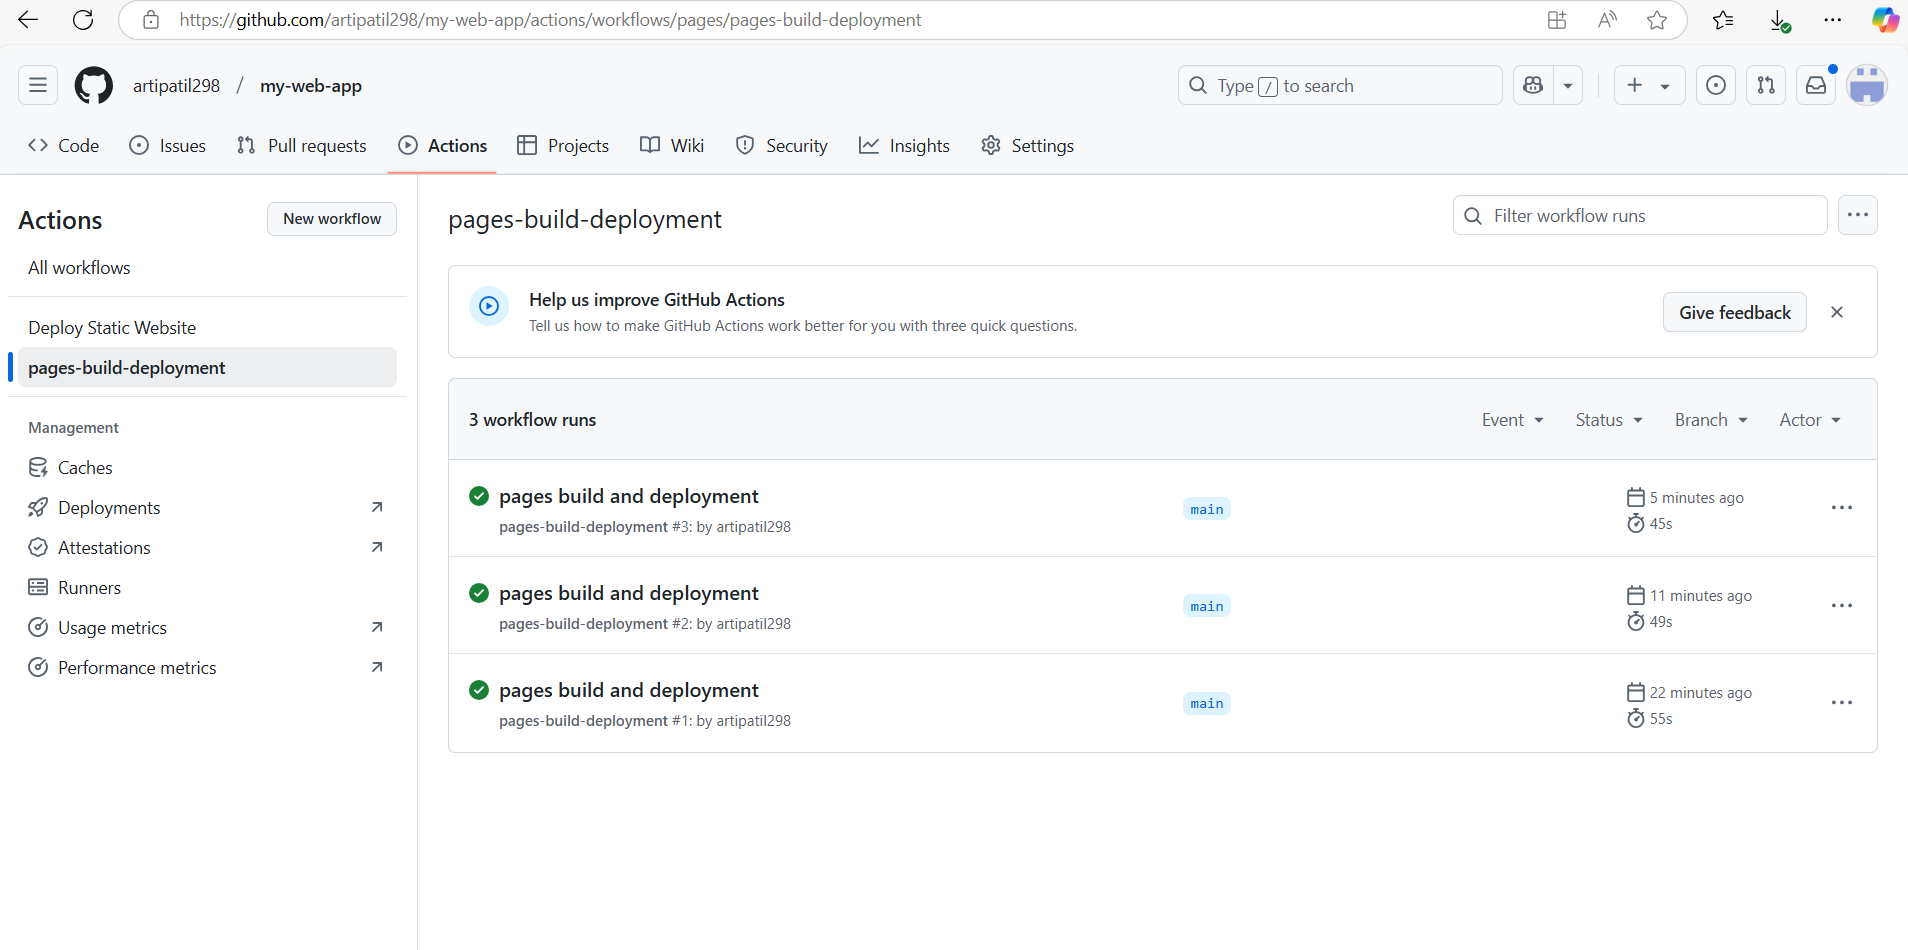 https://github.com/artipatil298/my-web-app/actions/workflows/pages/pages-build-deployment
artipatil298 / my-web-app
Type / to search
Code Issues Pull requests Actions Projects Wiki Security Insights Settings
Actions
New workflow
All workflows
Deploy Static Website
pages-build-deployment
Management
Caches
Deployments
Attestations
Runners
Usage metrics
Performance metrics
pages-build-deployment
Filter workflow runs
Help us improve GitHub Actions
Tell us how to make GitHub Actions work better for you with three quick questions.
Give feedback
3 workflow runs
Event Status Branch Actor
pages build and deployment
pages-build-deployment #3: by artipatil298
main
5 minutes ago
45s
pages build and deployment
pages-build-deployment #2: by artipatil298
main
11 minutes ago
49s
pages build and deployment
pages-build-deployment #1: by artipatil298
main
22 minutes ago
55s